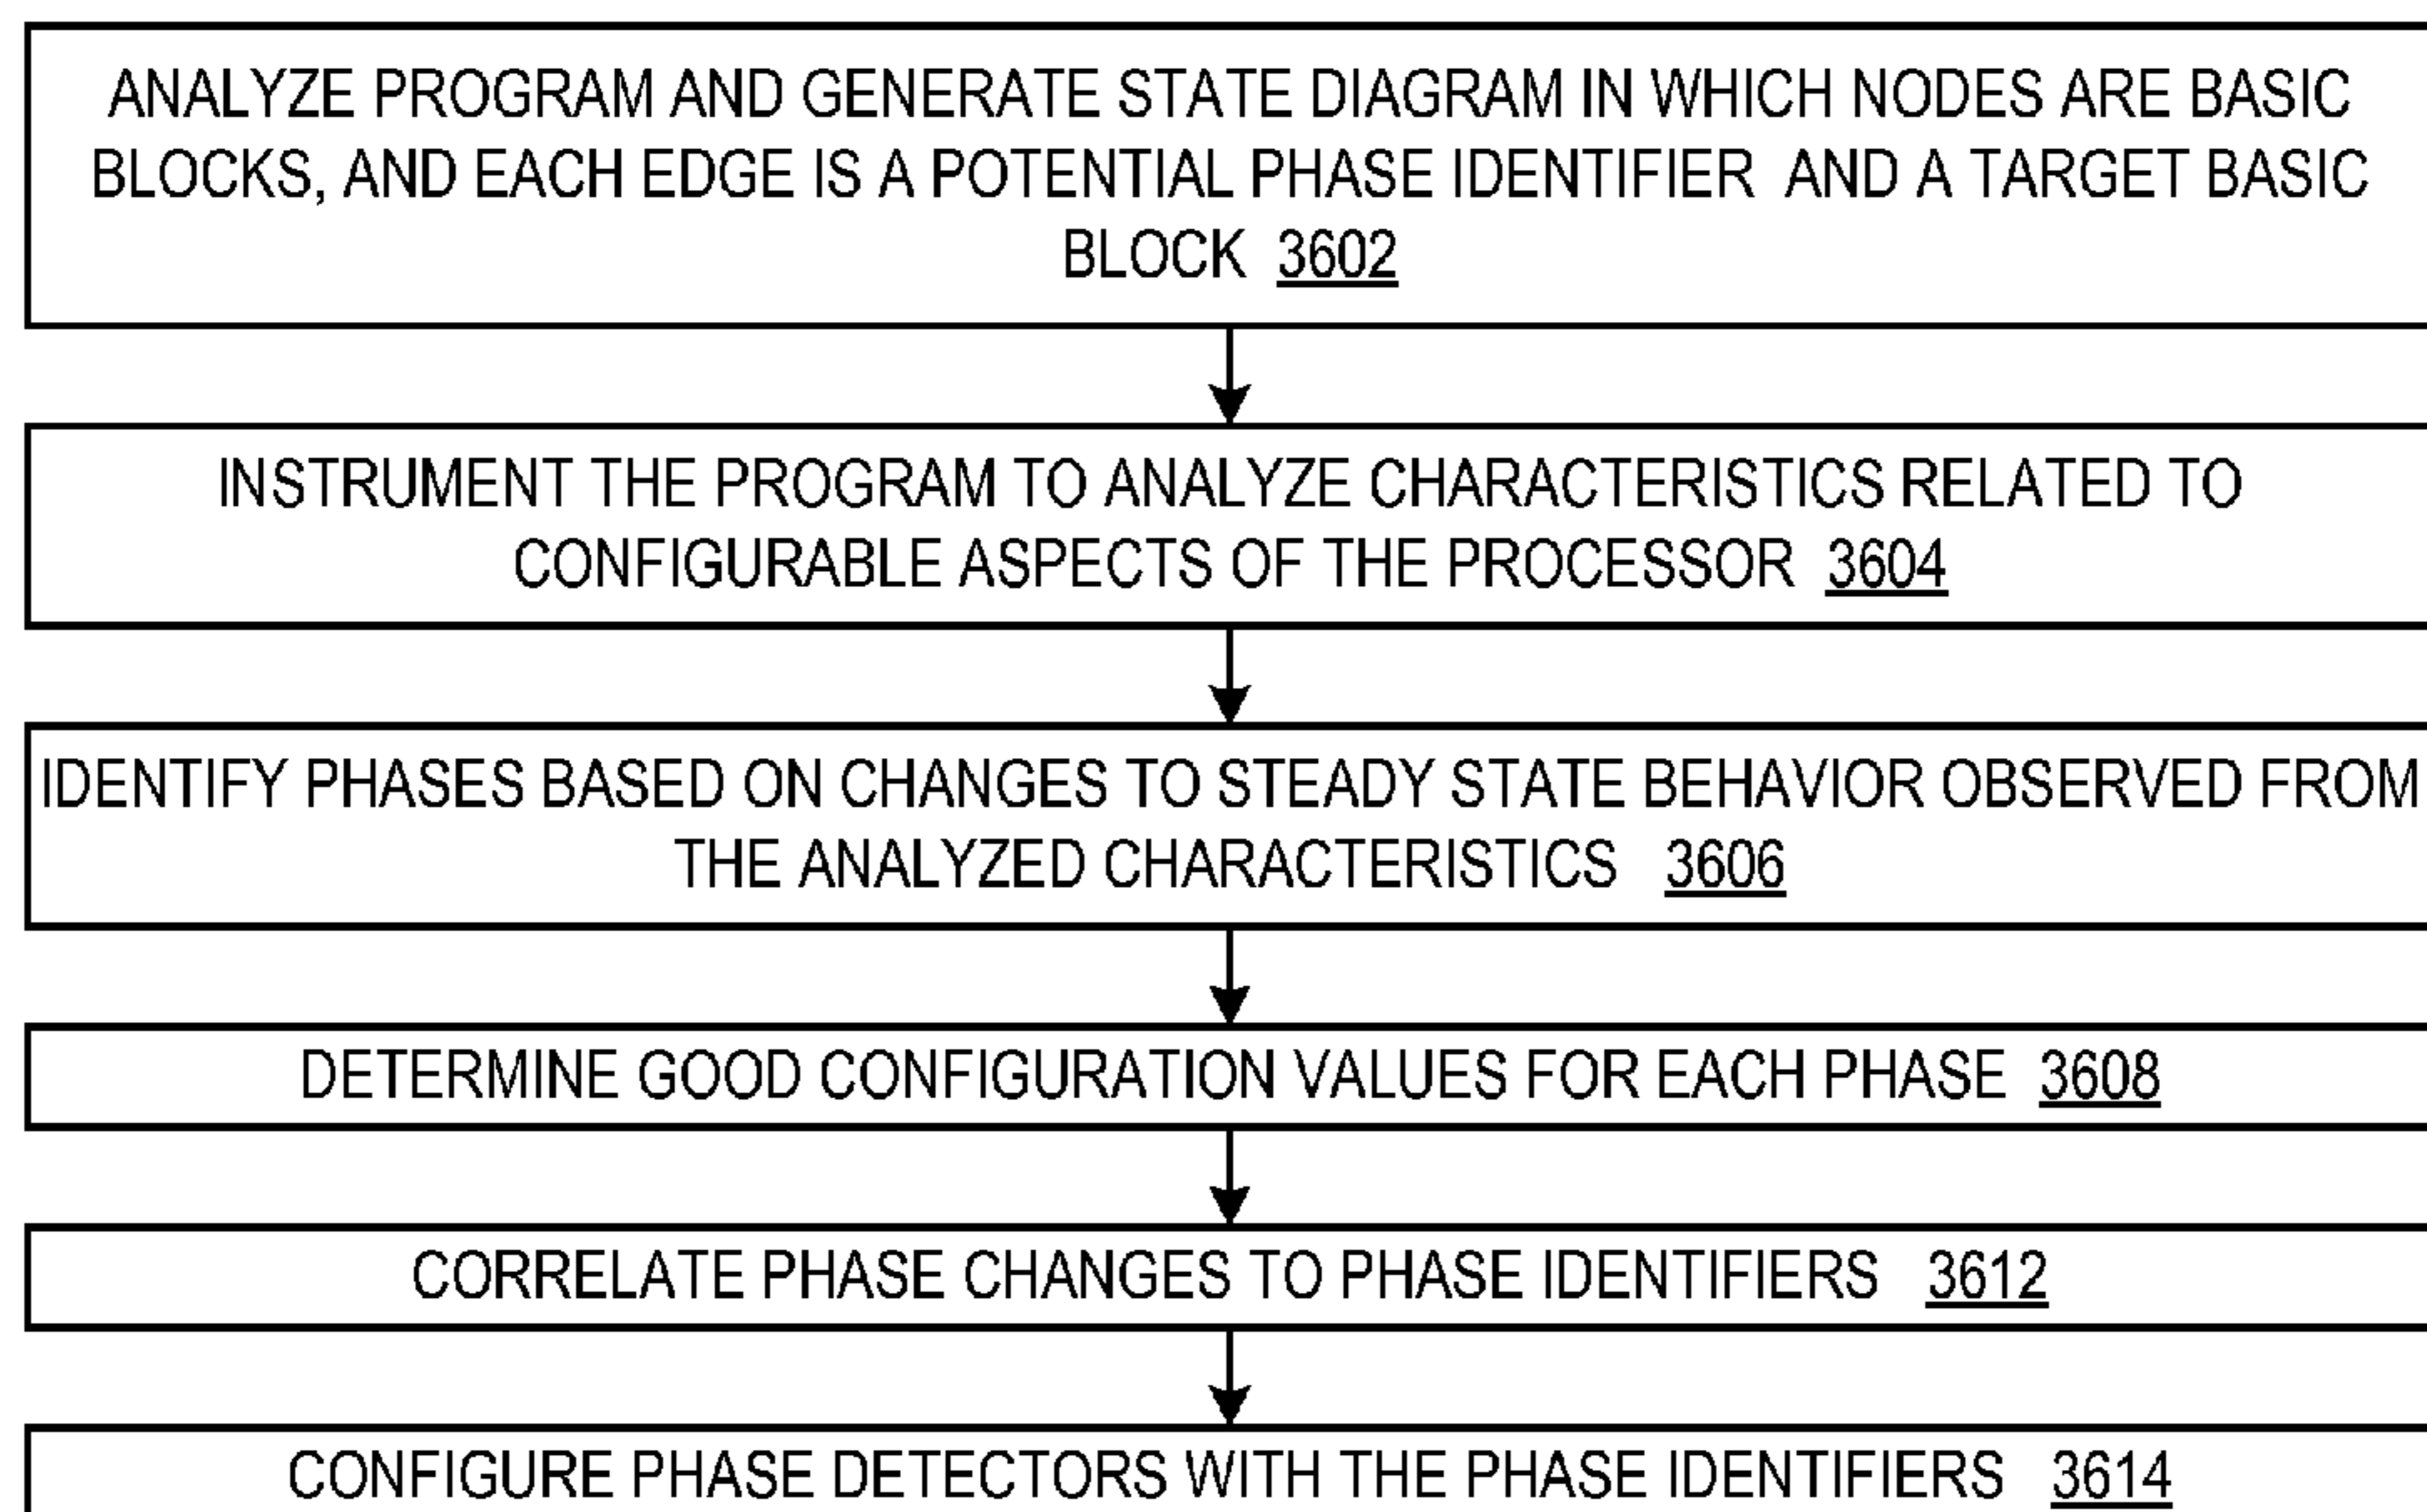 ANALYZE PROGRAM AND GENERATE STATE DIAGRAM IN WHICH NODES ARE BASIC
BLOCKS, AND EACH EDGE IS A POTENTIAL PHASE IDENTIFIER AND A TARGET BASIC
BLOCK 3602
INSTRUMENT THE PROGRAM TO ANALYZE CHARACTERISTICS RELATED TO
CONFIGURABLE ASPECTS OF THE PROCESSOR 3604
IDENTIFY PHASES BASED ON CHANGES TO STEADY STATE BEHAVIOR OBSERVED FROM
THE ANALYZED CHARACTERISTICS 3606
DETERMINE GOOD CONFIGURATION VALUES FOR EACH PHASE 3608
CORRELATE PHASE CHANGES TO PHASE IDENTIFIERS 3612
CONFIGURE PHASE DETECTORS WITH THE PHASE IDENTIFIERS 3614